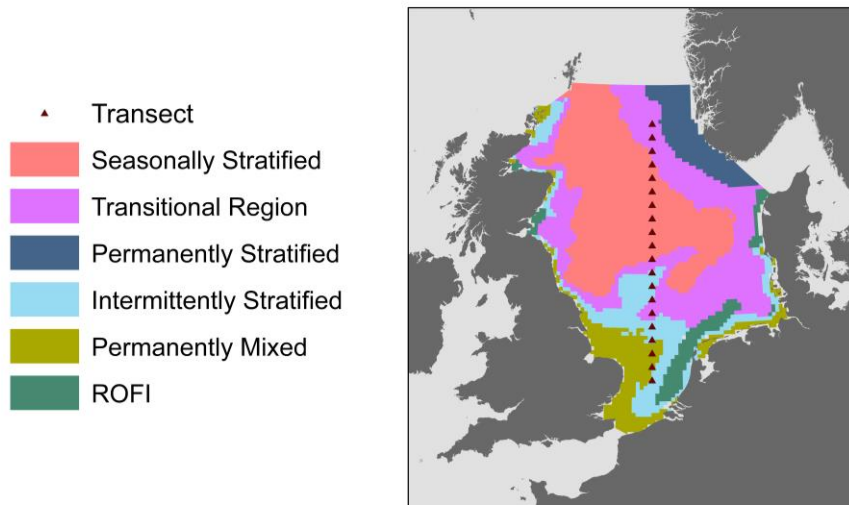 Transect
Seasonally Stratified
Transitional Region
Permanently Stratified
Intermittently Stratified
Permanently Mixed
ROFI